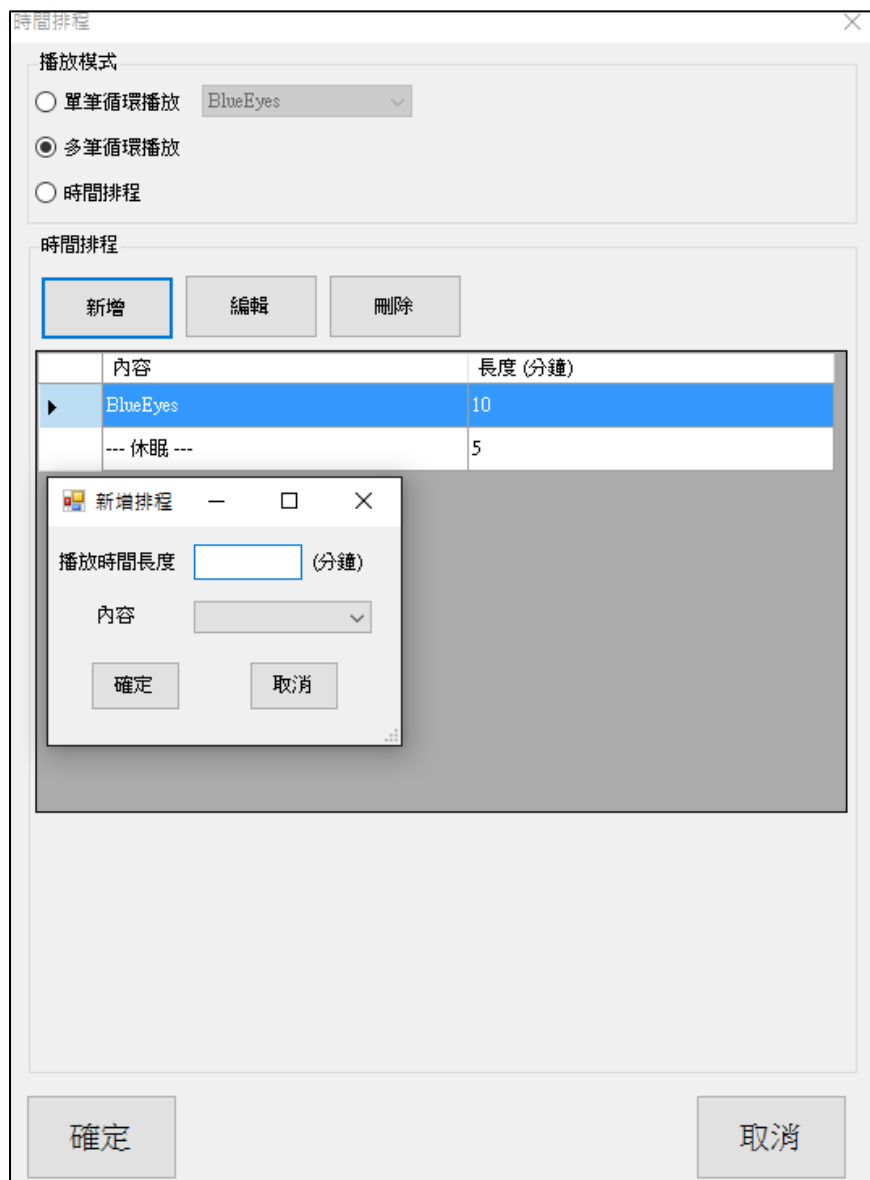 時間排程
播放模式
單筆循環播放 BlueEyes
多筆循環播放
時間排程
時間排程
新增 編輯 刪除
內容 長度 (分鐘)
BlueEyes 10
--- 休眠 --- 5
新增排程
播放時間長度 (分鐘)
內容
確定 取消
確定 取消